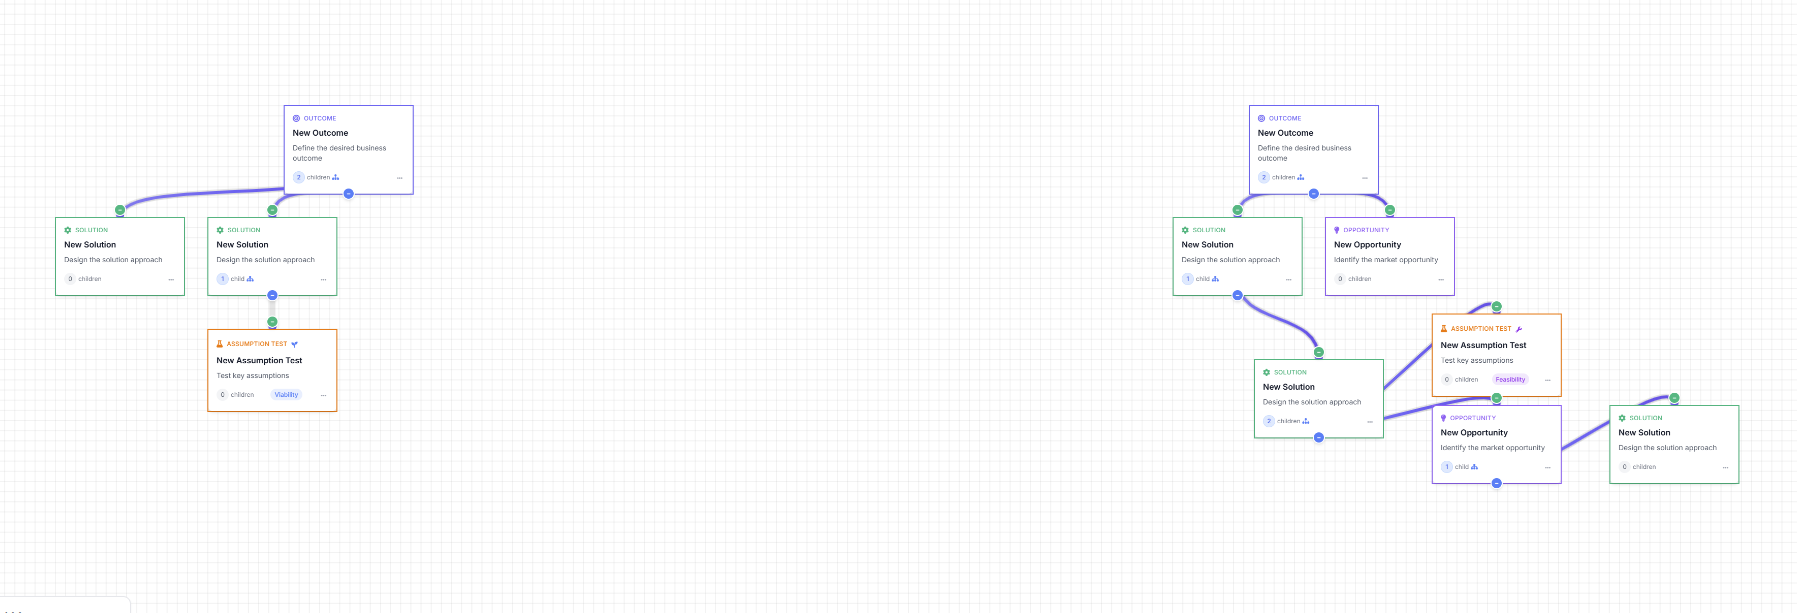 OUTCOME
New Outcome
Define the desired business
outcome
2 children
...
SOLUTION
New Solution
Design the solution approach
0 children
...
SOLUTION
New Solution
Design the solution approach
1 child
...
ASSUMPTION TEST
New Assumption Test
Test key assumptions
0 children Viability
...
OUTCOME
New Outcome
Define the desired business
outcome
2 children
...
SOLUTION
New Solution
Design the solution approach
1 child
...
OPPORTUNITY
New Opportunity
Identify the market opportunity
0 children
...
SOLUTION
New Solution
Design the solution approach
2 children
...
ASSUMPTION TEST
New Assumption Test
Test key assumptions
0 children Feasibility
...
OPPORTUNITY
New Opportunity
Identify the market opportunity
1 child
...
SOLUTION
New Solution
Design the solution approach
0 children
...